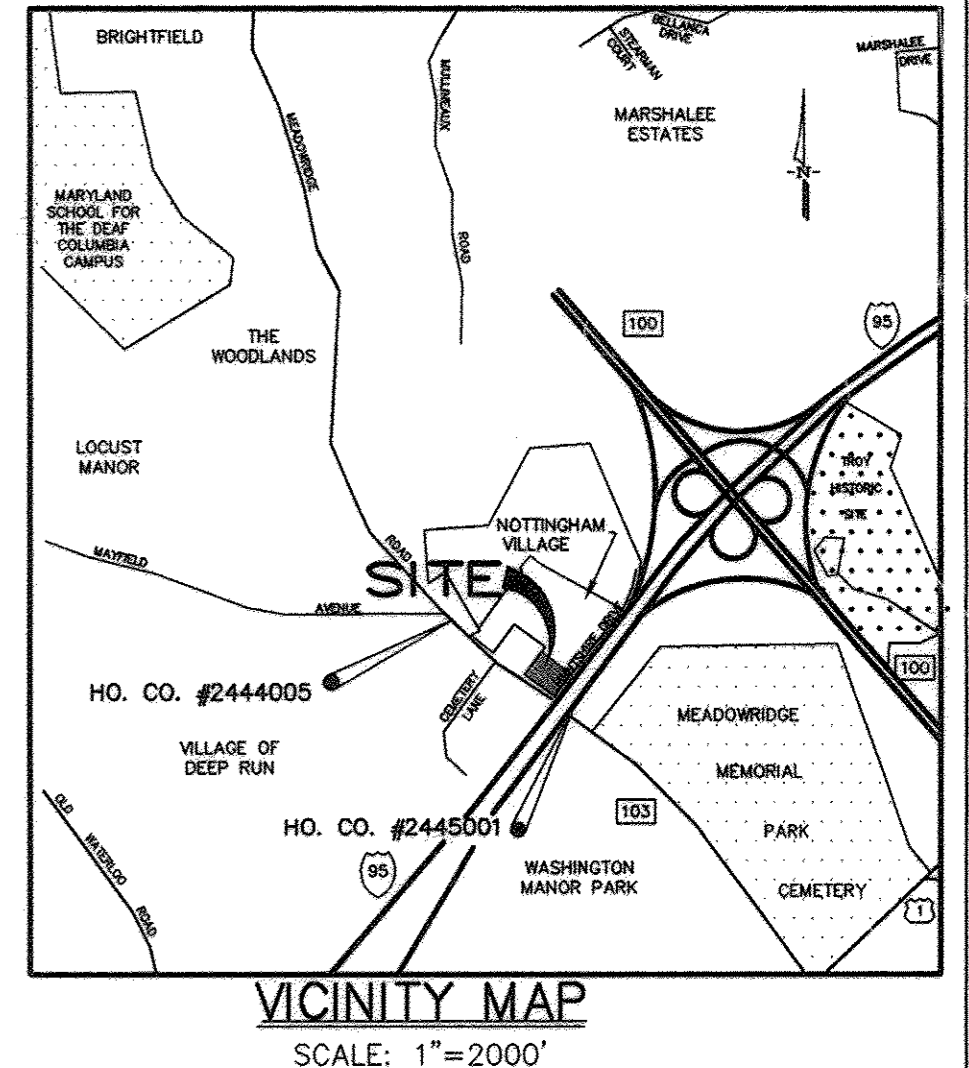 BRIGHTFIELD
BELLANCA
DRIVE
STEARMAN
COURT
MARSHALEE
DRIVE
MULLINEAUX
ROAD
MEADOWRIDGE
ROAD
MARSHALEE
ESTATES
-N-
MARYLAND
SCHOOL FOR
THE DEAF
COLUMBIA
CAMPUS
THE
WOODLANDS
100
95
LOCUST
MANOR
TROY
HISTORIC
SITE
NOTTINGHAM
VILLAGE
MAYFIELD
AVENUE
SITE
100
HO. CO. #2444005
CEMETERY
LANE
MEADOWRIDGE
MEMORIAL
PARK
CEMETERY
VILLAGE OF
DEEP RUN
103
OLD
WATERLOO
ROAD
HO. CO. #2445001
95
WASHINGTON
MANOR PARK
1
VICINITY MAP
SCALE: 1"=2000'